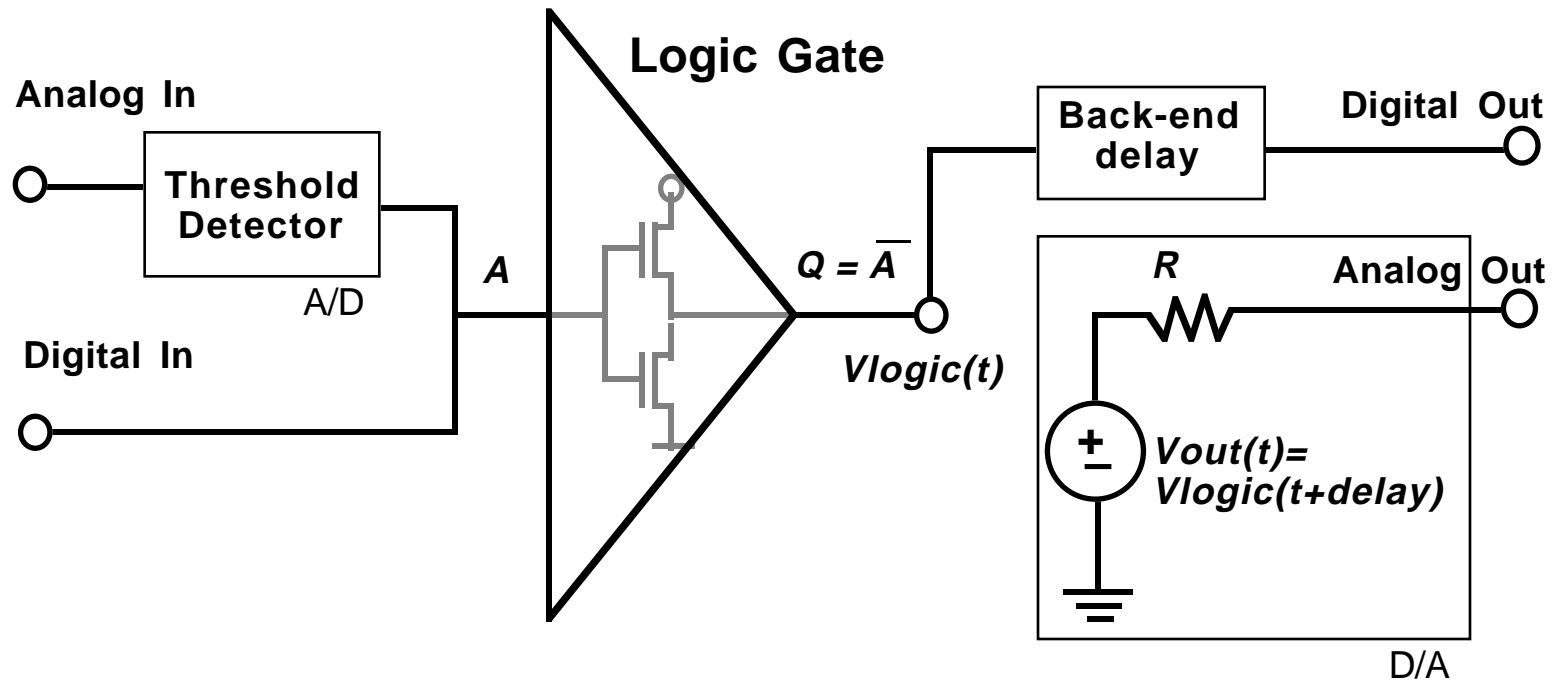 Logic Gate
Analog In
Threshold
Detector
A/D
Digital In
A
Q = A̅
Vlogic(t)
Back-end
delay
Digital Out
R
Analog Out
+
−
Vout(t)=
Vlogic(t+delay)
D/A